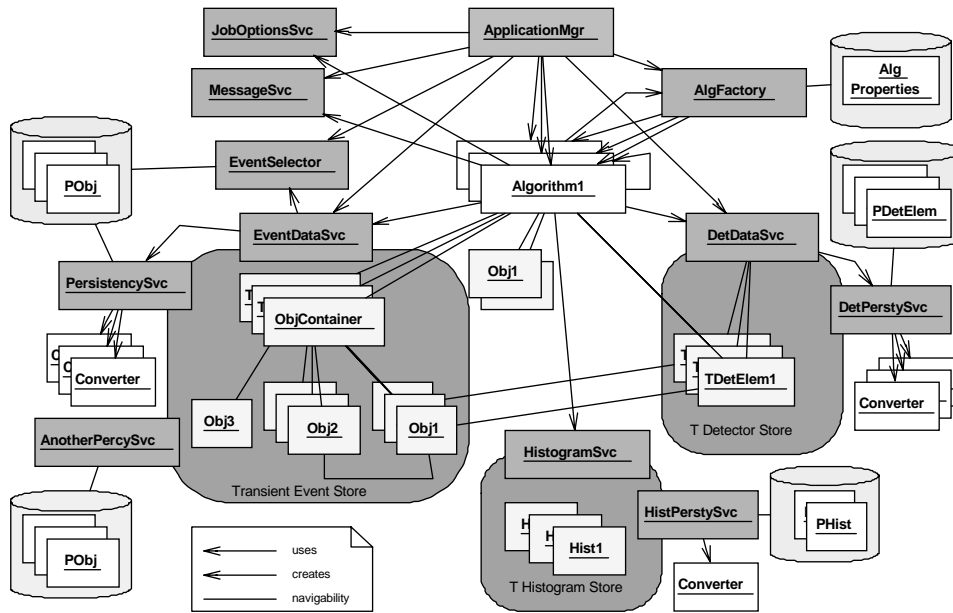 JobOptionsSvc
ApplicationMgr
MessageSvc
AlgFactory
Alg
Properties
EventSelector
PObj
Algorithm1
PDetElem
EventDataSvc
DetDataSvc
Obj1
PersistencySvc
T
T
ObjContainer
DetPerstySvc
C
C
Converter
T
T
TDetElem1
Converter
Obj3
Obj2
Obj1
T Detector Store
AnotherPercySvc
HistogramSvc
Transient Event Store
HistPerstySvc
PHist
H
H
Hist1
PObj
uses
creates
navigability
T Histogram Store
Converter